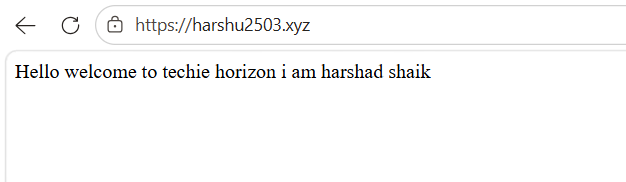 https://harshu2503.xyz
Hello welcome to techie horizon i am harshad shaik